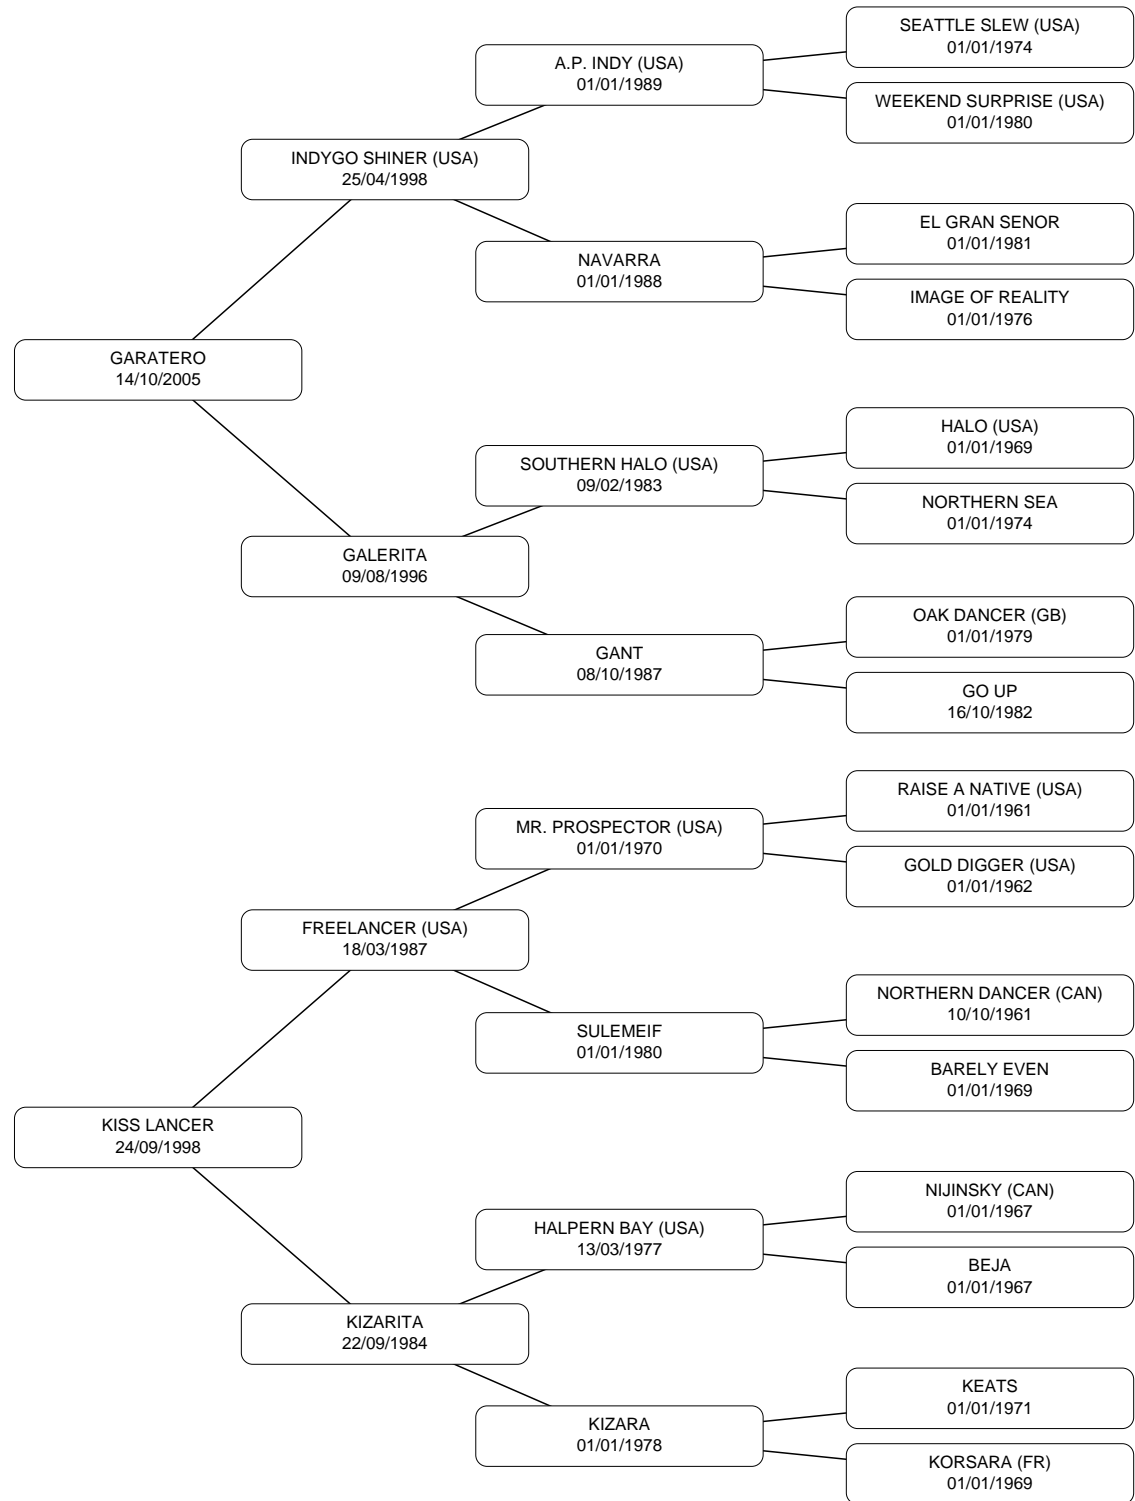 SEATTLE SLEW (USA)
01/01/1974
A.P. INDY (USA)
01/01/1989
WEEKEND SURPRISE (USA)
01/01/1980
INDYGO SHINER (USA)
25/04/1998
EL GRAN SENOR
01/01/1981
NAVARRA
01/01/1988
IMAGE OF REALITY
01/01/1976
GARATERO
14/10/2005
HALO (USA)
01/01/1969
SOUTHERN HALO (USA)
09/02/1983
NORTHERN SEA
01/01/1974
GALERITA
09/08/1996
OAK DANCER (GB)
01/01/1979
GANT
08/10/1987
GO UP
16/10/1982
RAISE A NATIVE (USA)
01/01/1961
MR. PROSPECTOR (USA)
01/01/1970
GOLD DIGGER (USA)
01/01/1962
FREELANCER (USA)
18/03/1987
NORTHERN DANCER (CAN)
10/10/1961
SULEMEIF
01/01/1980
BARELY EVEN
01/01/1969
KISS LANCER
24/09/1998
NIJINSKY (CAN)
01/01/1967
HALPERN BAY (USA)
13/03/1977
BEJA
01/01/1967
KIZARITA
22/09/1984
KEATS
01/01/1971
KIZARA
01/01/1978
KORSARA (FR)
01/01/1969